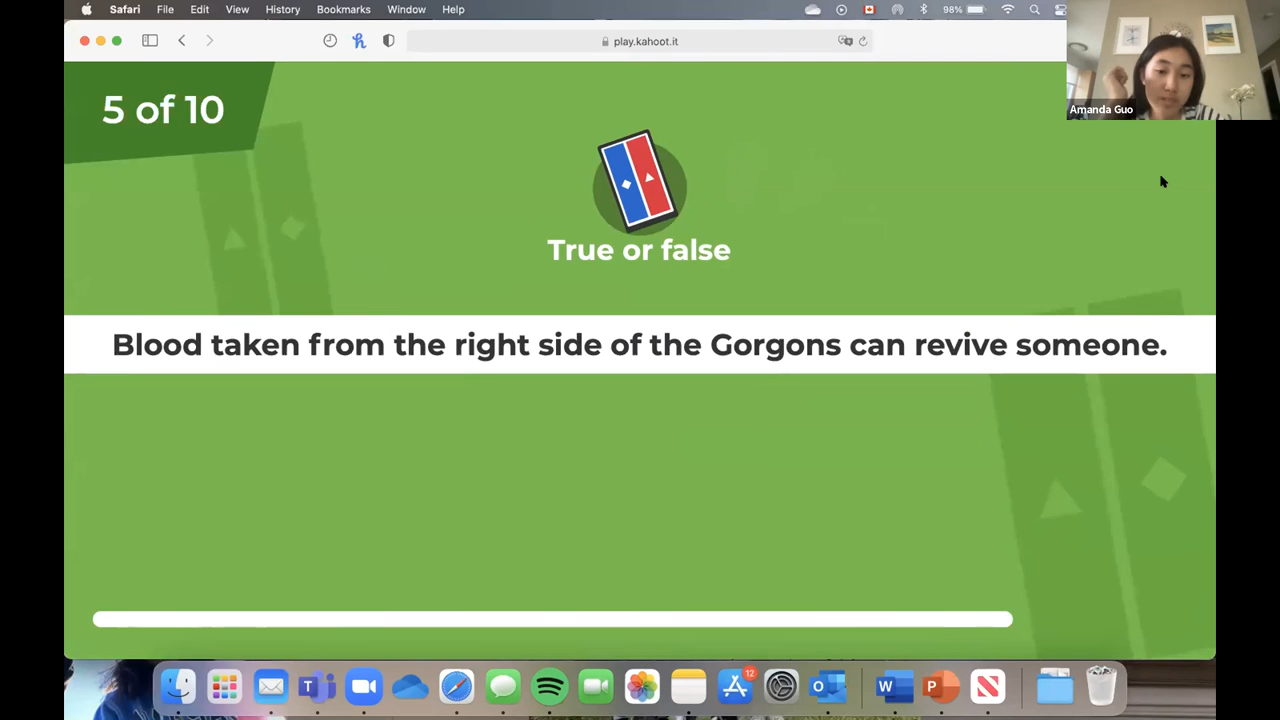 Safari File Edit View History Bookmarks Window Help 98%
play.kahoot.it
Amanda Guo
5 of 10
True or false
Blood taken from the right side of the Gorgons can revive someone.
12